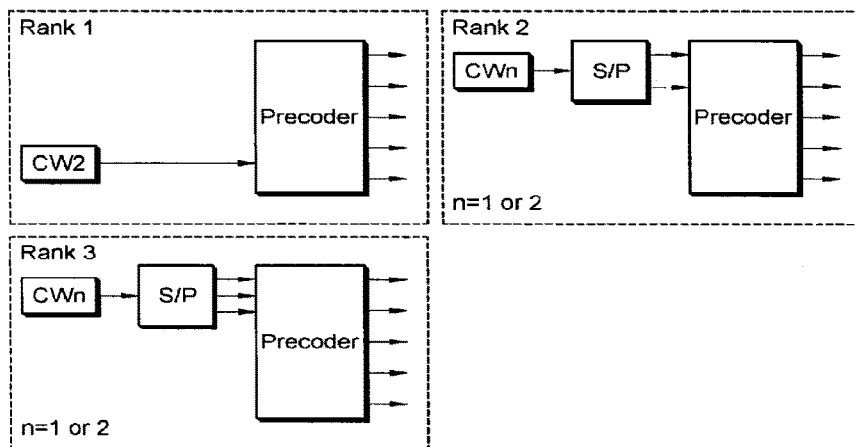 Rank 1
Precoder
CW2
Rank 2
CWn
S/P
Precoder
n=1 or 2
Rank 3
CWn
S/P
Precoder
n=1 or 2